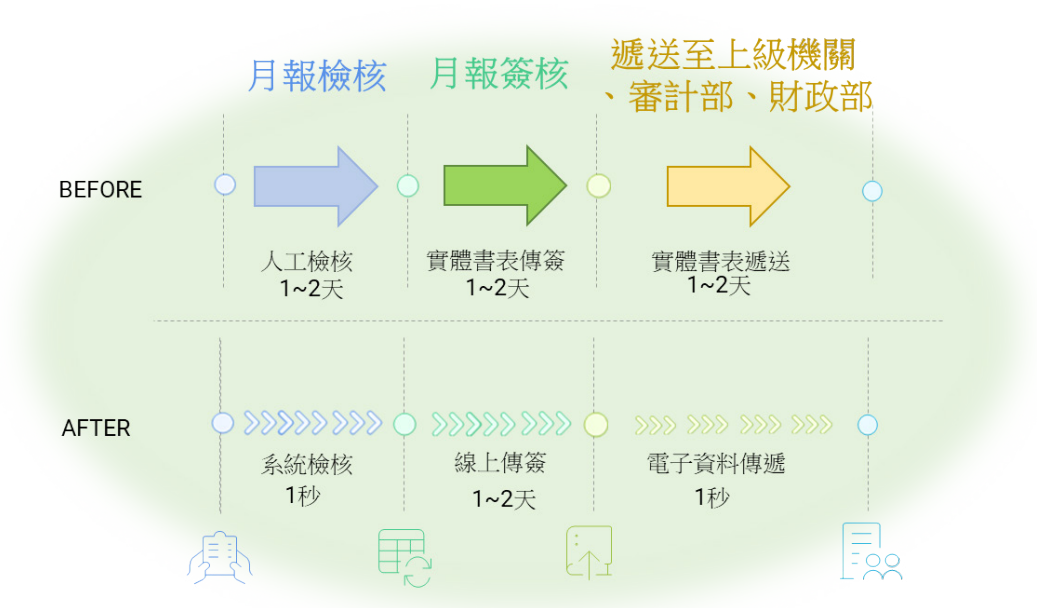 月報檢核
月報簽核
遞送至上級機關
、審計部、財政部
BEFORE
人工檢核
1~2天
實體書表傳簽
1~2天
實體書表遞送
1~2天
AFTER
系統檢核
1秒
線上傳簽
1~2天
電子資料傳遞
1秒